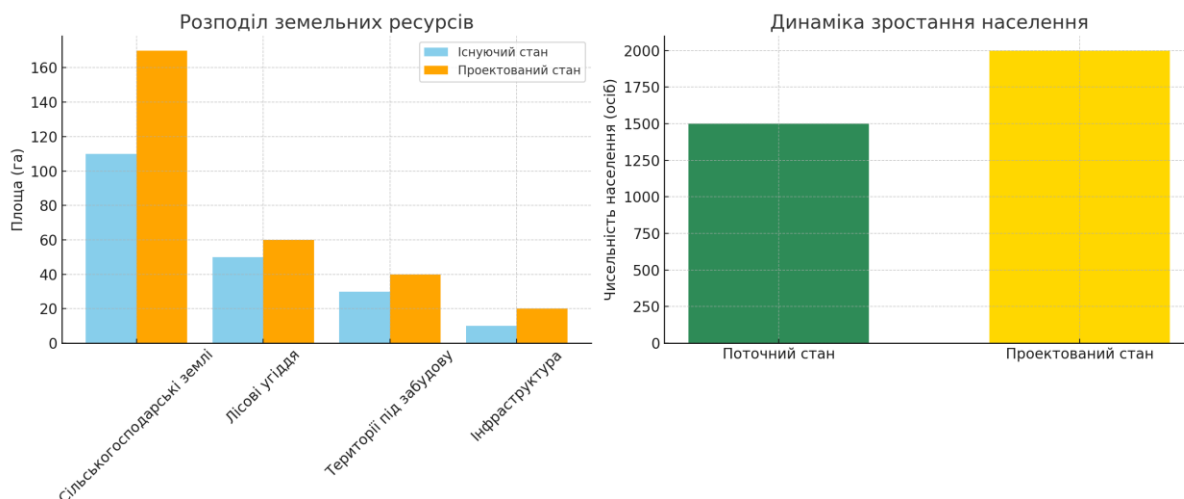 Розподіл земельних ресурсів
Існуючий стан
Проектований стан
Площа (га)
160
140
120
100
80
60
40
20
0
Сільськогосподарські землі
Лісові угіддя
Території під забудову
Інфраструктура
Динаміка зростання населення
Чисельність населення (осіб)
2000
1750
1500
1250
1000
750
500
250
0
Поточний стан
Проектований стан